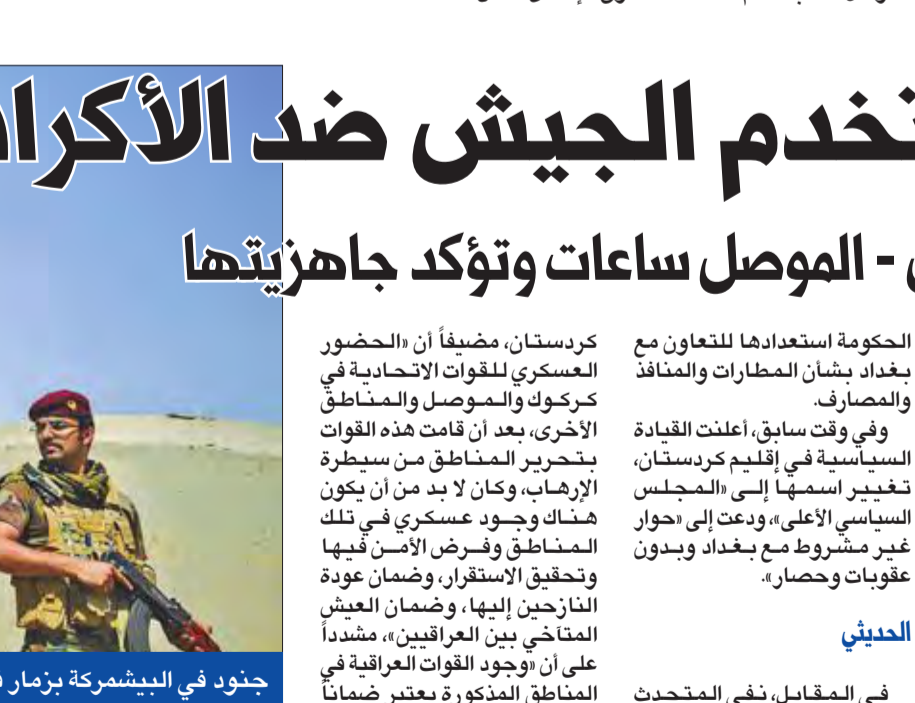 تخدم الجيش ضد الأكرا
- الموصل ساعات وتؤكد جاهزيتها
الحكومة استعدادها للتعاون مع
بغداد بشأن المطارات والمنافذ
والمصارف.
وفي وقت سابق، أعلنت القيادة
السياسية في إقليم كردستان،
تغيير اسمها إلى «المجلس
السياسي الأعلى»، ودعت إلى «حوار
غير مشروط مع بغداد وبدون
عقوبات وحصار».
الحديثي
في المقابل، نفى المتحدث
كردستان، مضيفاً أن «الحضور
العسكري للقوات الاتحادية في
كركوك والموصل والمناطق
الأخرى، بعد أن قامت هذه القوات
بتحرير المناطق من سيطرة
الإرهاب، وكان لا بد من أن يكون
هناك وجود عسكري في تلك
المناطق وفرض الأمن فيها
وتحقيق الاستقرار، وضمان عودة
النازحين إليها، وضمان العيش
المتآخي بين العراقيين»، مشدداً
على أن «وجود القوات العراقية في
المناطق المذكورة يعتبر ضماناً
جنود في البيشمركة بزمار